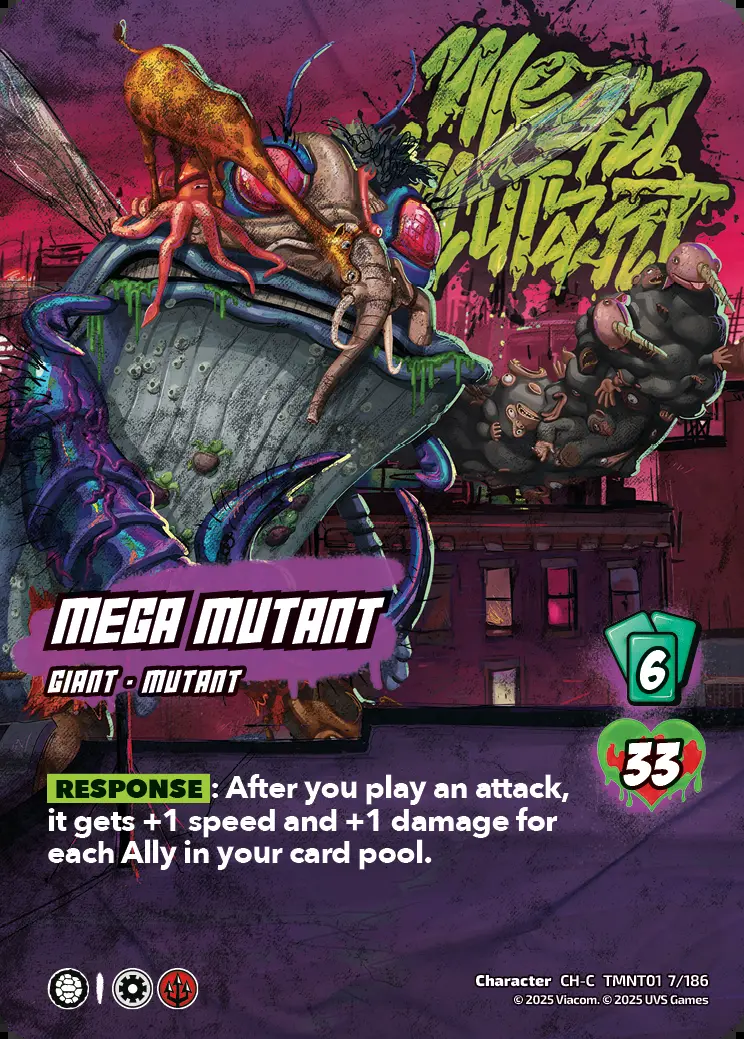 Mega
Mutant
MEGA MUTANT
GIANT - MUTANT
6
33
RESPONSE: After you play an attack,
it gets +1 speed and +1 damage for
each Ally in your card pool.
Character CH-C TMNT01 7/186
© 2025 Viacom. © 2025 UVS Games